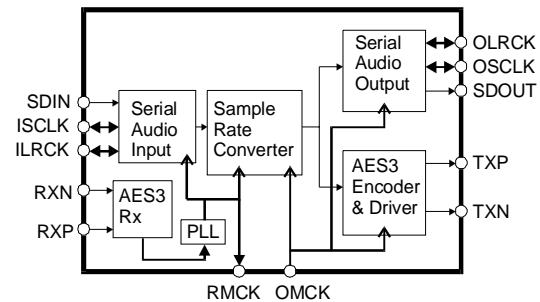 SDIN
ISCLK
ILRCK
RXN
RXP
Serial
Audio
Input
AES3
Rx
PLL
Sample
Rate
Converter
Serial
Audio
Output
AES3
Encoder
& Driver
OLRCK
OSCLK
SDOUT
TXP
TXN
RMCK
OMCK